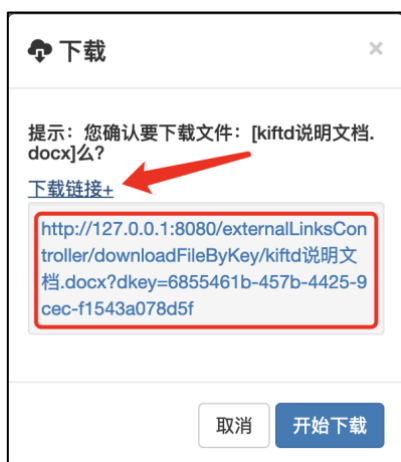 下载
×
提示：您确认要下载文件：[kiftd说明文档.
docx]么?
下载链接+
http://127.0.0.1:8080/externalLinksCon
troller/downloadFileByKey/kiftd说明文
档.docx?dkey=6855461b-457b-4425-9
cec-f1543a078d5f
取消
开始下载